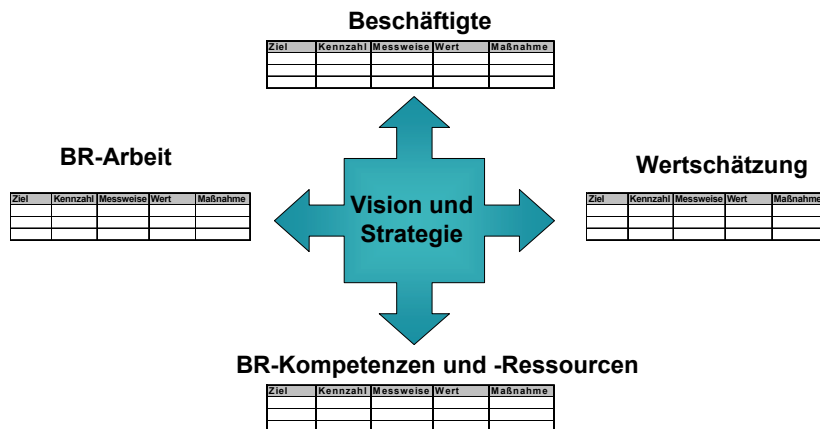 Beschäftigte
Ziel Kennzahl Messweise Wert Maßnahme
BR-Arbeit
Ziel Kennzahl Messweise Wert Maßnahme
Vision und
Strategie
Wertschätzung
Ziel Kennzahl Messweise Wert Maßnahme
BR-Kompetenzen und -Ressourcen
Ziel Kennzahl Messweise Wert Maßnahme